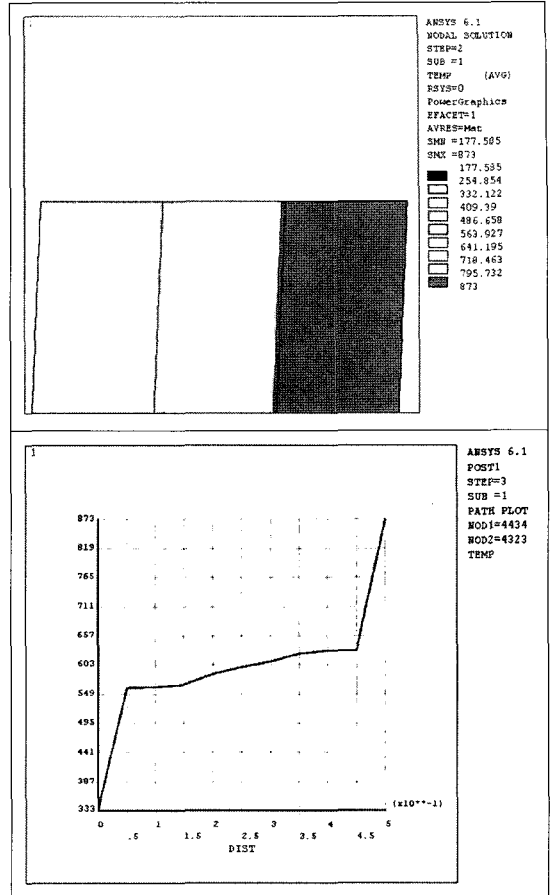 ANSYS 6.1
NODAL SOLUTION
STEP=2
SUB =1
TEMP (AVG)
RSYS=0
PowerGraphics
EFACET=1
AVRES=Mat
SMN =177.585
SMX =873
177.585
254.854
332.122
409.39
486.658
563.927
641.195
718.463
795.732
873
1
ANSYS 6.1
POST1
STEP=3
SUB =1
PATH PLOT
NOD1=4434
NOD2=4323
TEMP
873
819
765
711
657
603
549
495
441
387
333
(x10**-1)
0
.5
1
1.5
2
2.5
3
3.5
4
4.5
5
DIST